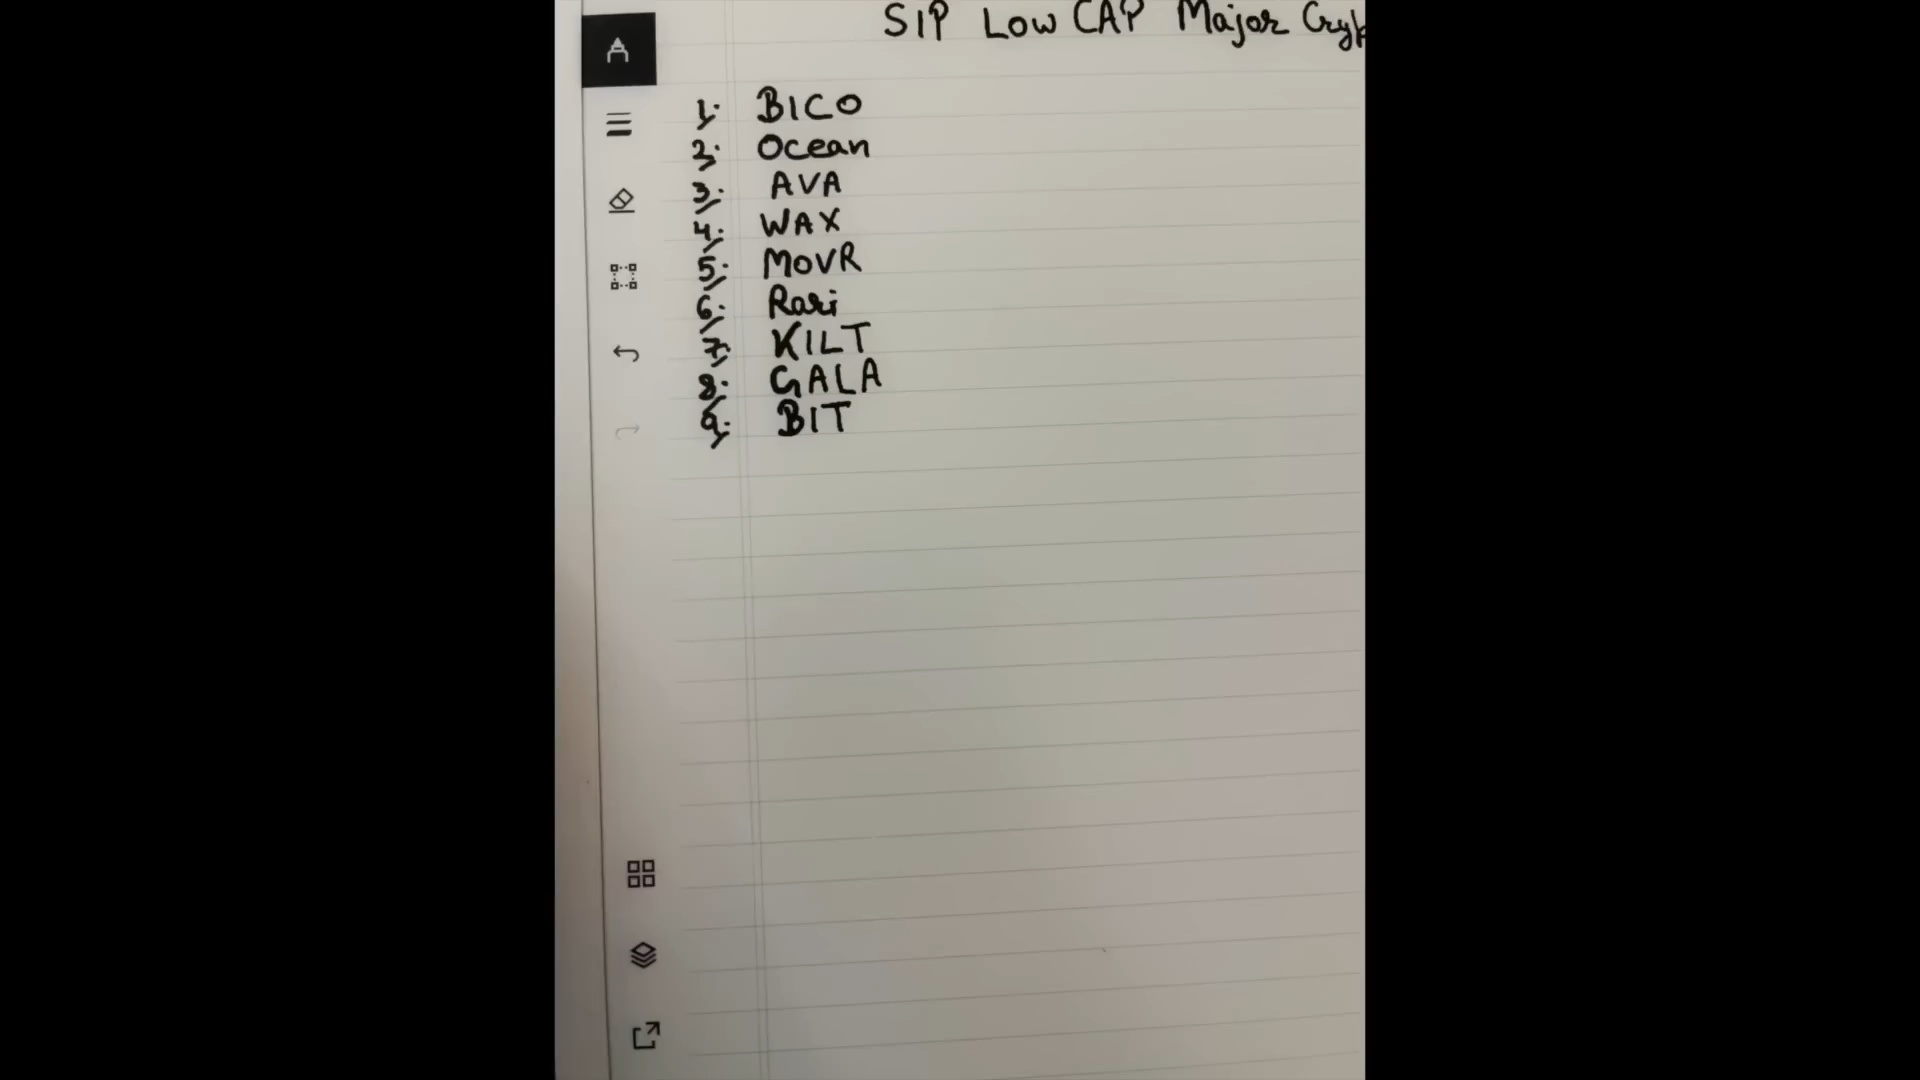 SIP Low CAP Major Cryp
1. BICO
2. Ocean
3. AVA
4. WAX
5. MOVR
6. Rari
7. KILT
8. GALA
9. BIT